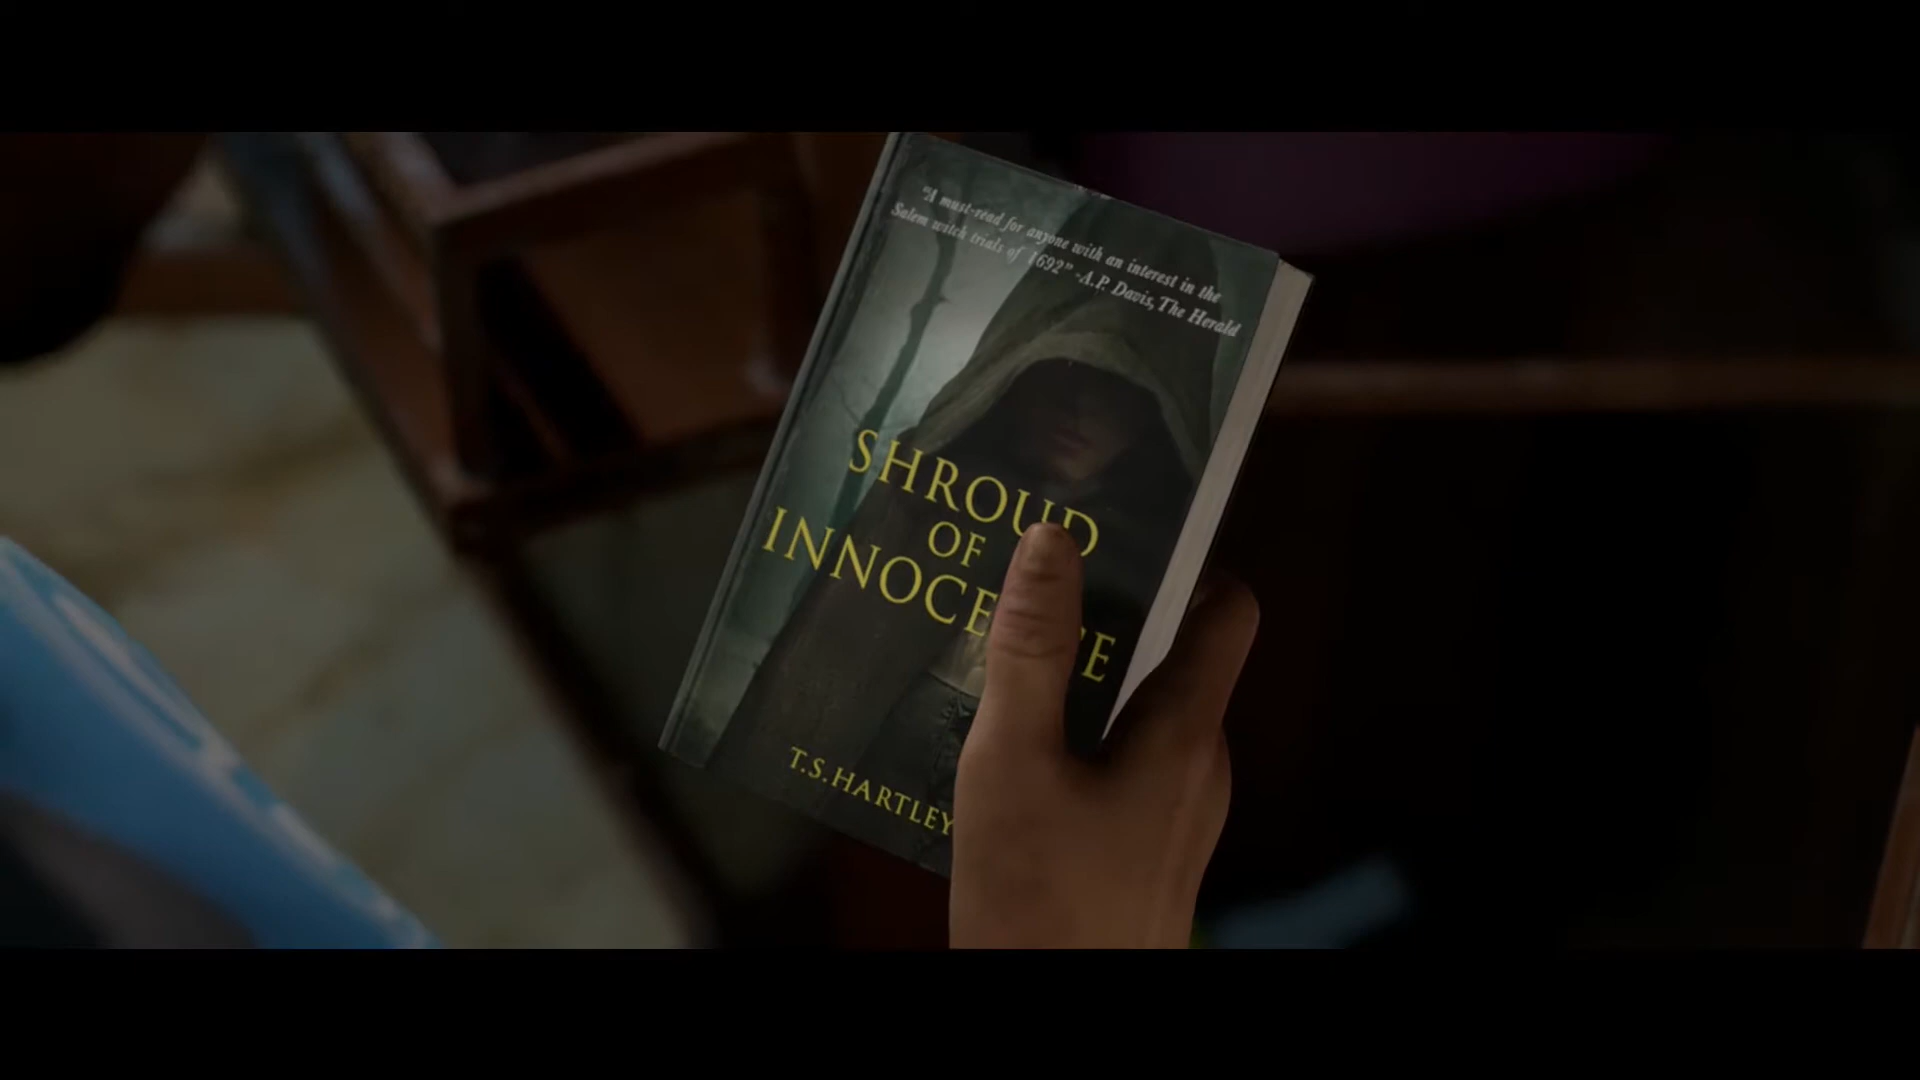 "A must-read for anyone with an interest in the
Salem witch trials of 1692" -A.P. Davis, The Herald
SHROUD
OF
INNOCENCE
T.S. HARTLEY